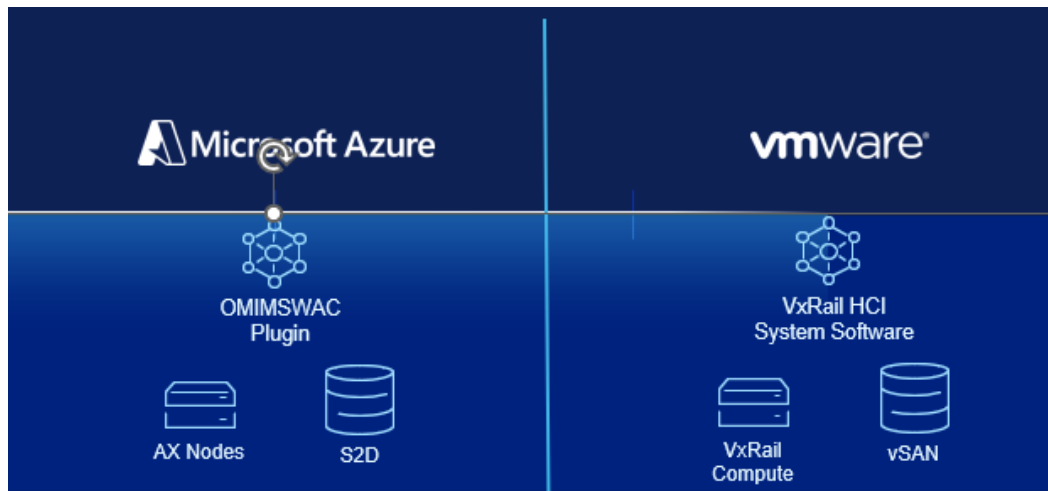 Microsoft Azure
vmware®
OMIMSWAC
Plugin
VxRail HCI
System Software
AX Nodes
S2D
VxRail
Compute
vSAN